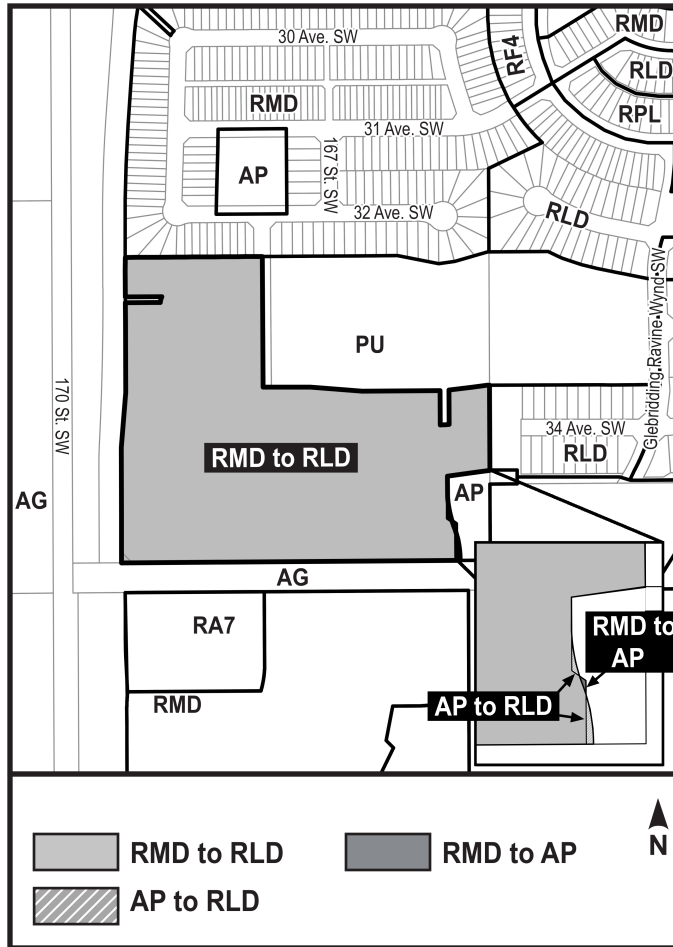 30 Ave. SW
RMD
RF4
RMD
RLD
RPL
31 Ave. SW
AP
167 St. SW
32 Ave. SW
RLD
Glebridding Ravine Wynd SW
PU
170 St. SW
34 Ave. SW
RLD
RMD to RLD
AP
AG
AG
RA7
RMD
RMD to
AP
AP to RLD
RMD to RLD
RMD to AP
AP to RLD
N